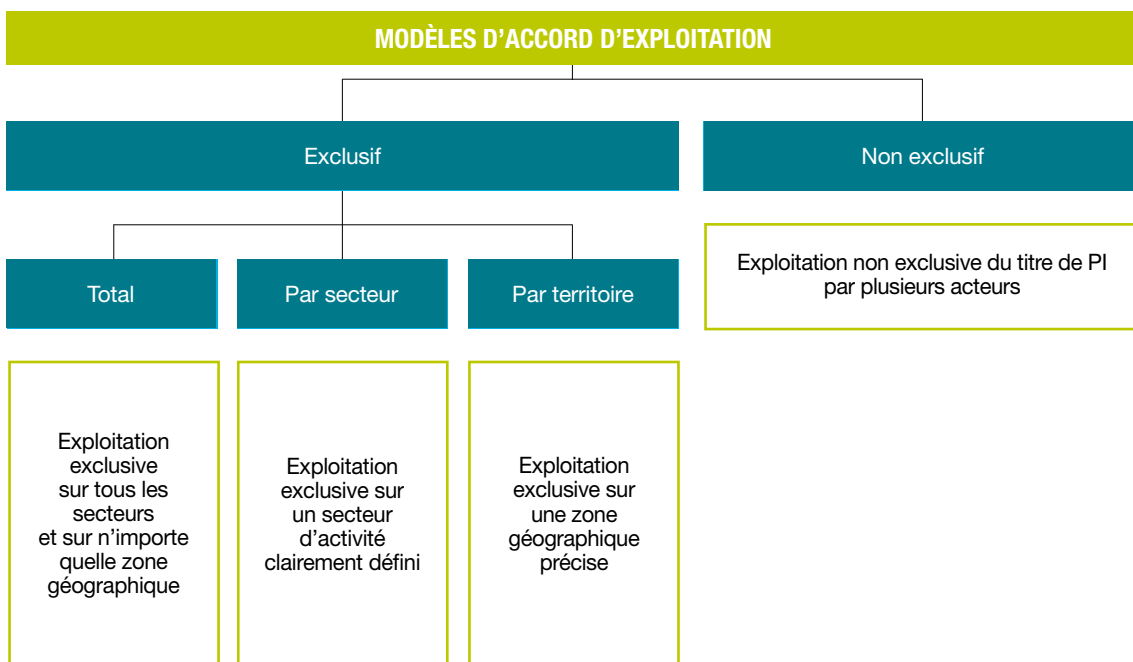 MODÈLES D’ACCORD D’EXPLOITATION
Exclusif
Non exclusif
Exploitation non exclusive du titre de PI
par plusieurs acteurs
Total
Par secteur
Par territoire
Exploitation
exclusive
sur tous les
secteurs
et sur n’importe
quelle zone
géographique
Exploitation
exclusive sur
un secteur
d’activité
clairement défini
Exploitation
exclusive sur
une zone
géographique
précise